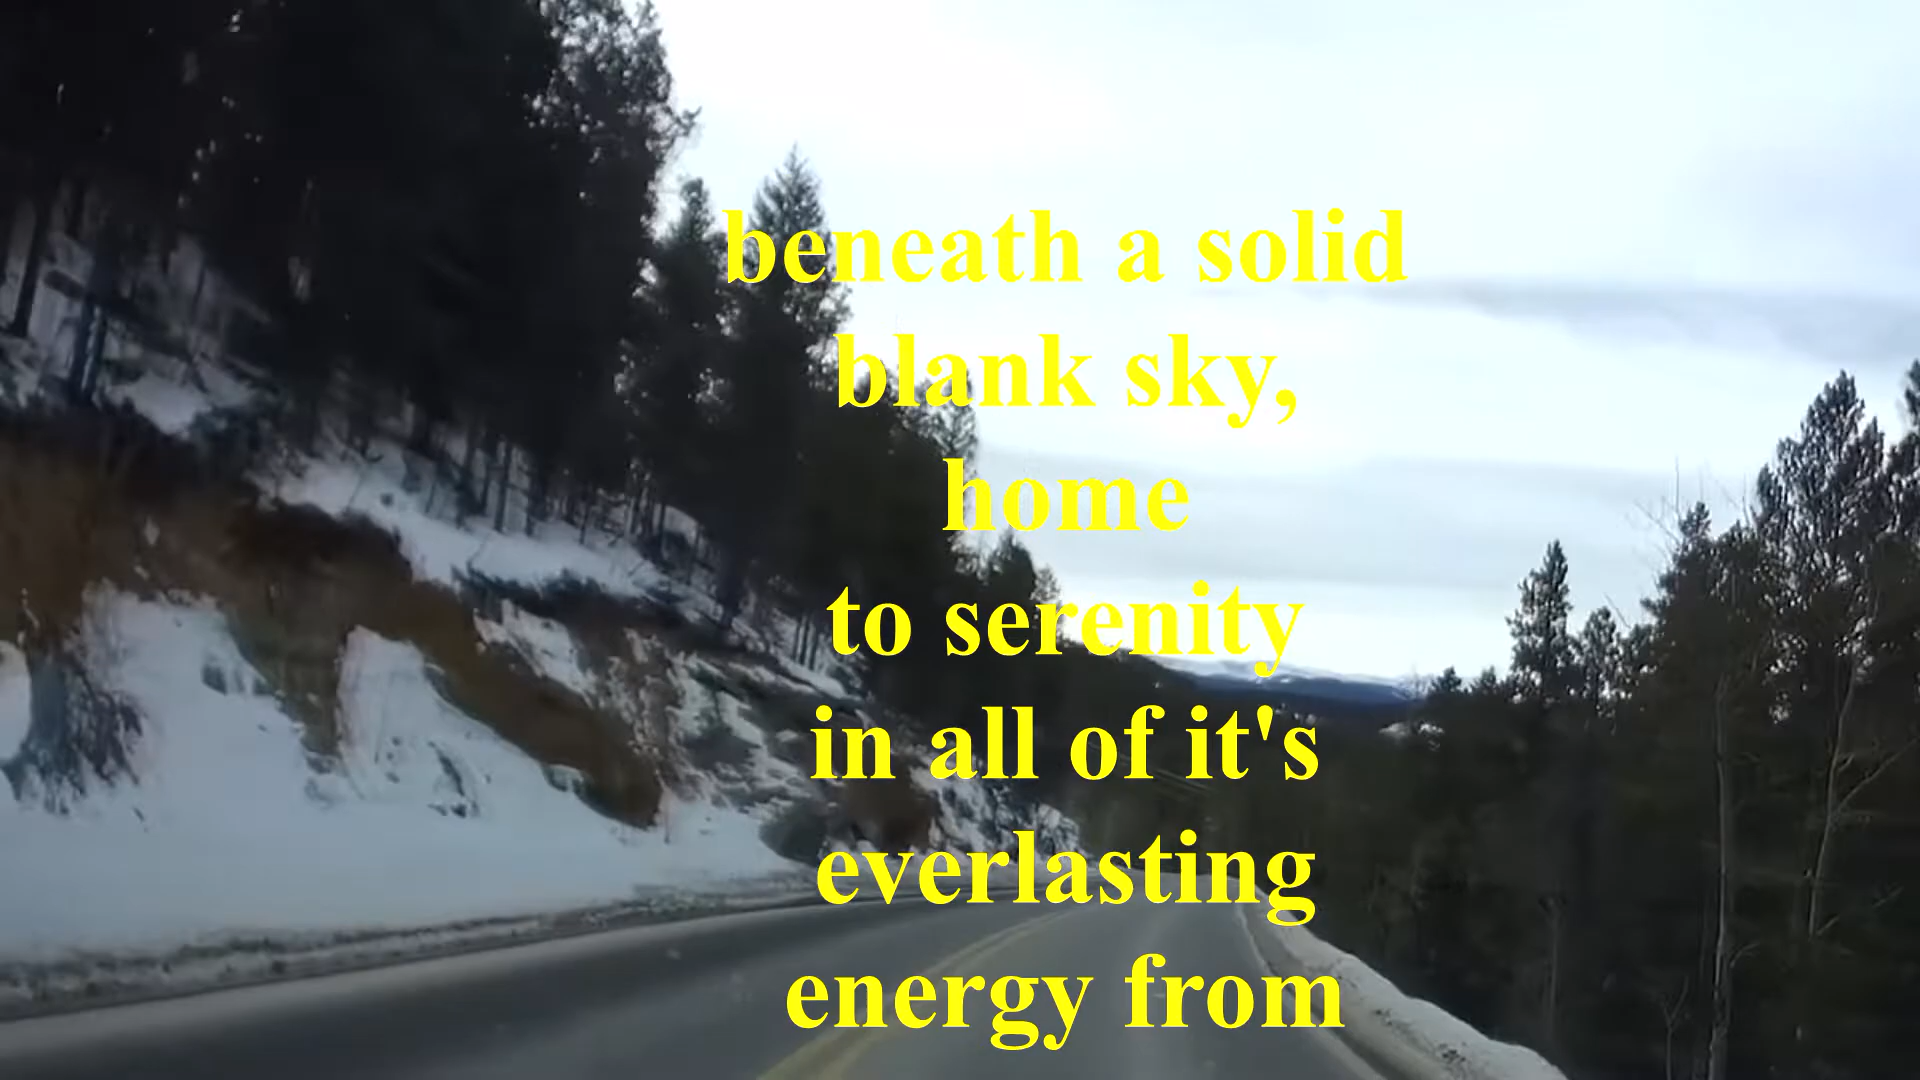 beneath a solid
blank sky,
home
to serenity
in all of it's
everlasting
energy from